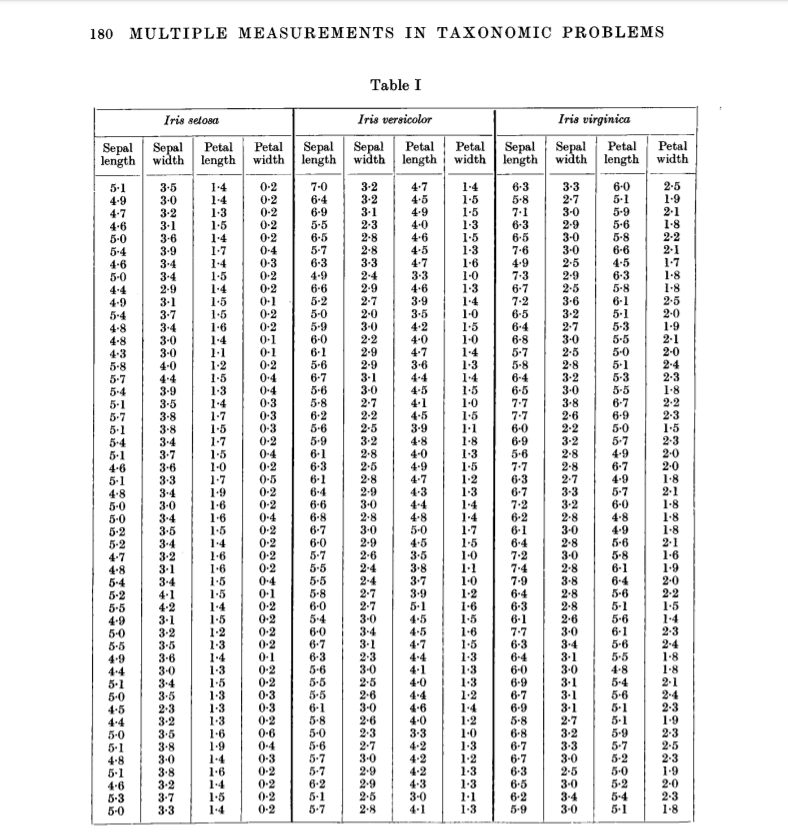 180 MULTIPLE MEASUREMENTS IN TAXONOMIC PROBLEMS
Table I
Iris setosa Iris versicolor Iris virginica
Sepal Sepal Petal Petal Sepal Sepal Petal Petal Sepal Sepal Petal Petal
length width length width length width length width length width length width
5·1 3·5 1·4 0·2 7·0 3·2 4·7 1·4 6·3 3·3 6·0 2·5
4·9 3·0 1·4 0·2 6·4 3·2 4·5 1·5 5·8 2·7 5·1 1·9
4·7 3·2 1·3 0·2 6·9 3·1 4·9 1·5 7·1 3·0 5·9 2·1
4·6 3·1 1·5 0·2 5·5 2·3 4·0 1·3 6·3 2·9 5·6 1·8
5·0 3·6 1·4 0·2 6·5 2·8 4·6 1·5 6·5 3·0 5·8 2·2
5·4 3·9 1·7 0·4 5·7 2·8 4·5 1·3 7·6 3·0 6·6 2·1
4·6 3·4 1·4 0·3 6·3 3·3 4·7 1·6 4·9 2·5 4·5 1·7
5·0 3·4 1·5 0·2 4·9 2·4 3·3 1·0 7·3 2·9 6·3 1·8
4·4 2·9 1·4 0·2 6·6 2·9 4·6 1·3 6·7 2·5 5·8 1·8
4·9 3·1 1·5 0·1 5·2 2·7 3·9 1·4 7·2 3·6 6·1 2·5
5·4 3·7 1·5 0·2 5·0 2·0 3·5 1·0 6·5 3·2 5·1 2·0
4·8 3·4 1·6 0·2 5·9 3·0 4·2 1·5 6·4 2·7 5·3 1·9
4·8 3·0 1·4 0·1 6·0 2·2 4·0 1·0 6·8 3·0 5·5 2·1
4·3 3·0 1·1 0·1 6·1 2·9 4·7 1·4 5·7 2·5 5·0 2·0
5·8 4·0 1·2 0·2 5·6 2·9 3·6 1·3 5·8 2·8 5·1 2·4
5·7 4·4 1·5 0·4 6·7 3·1 4·4 1·4 6·4 3·2 5·3 2·3
5·4 3·9 1·3 0·4 5·6 3·0 4·5 1·5 6·5 3·0 5·5 1·8
5·1 3·5 1·4 0·3 5·8 2·7 4·1 1·0 7·7 3·8 6·7 2·2
5·7 3·8 1·7 0·3 6·2 2·2 4·5 1·5 7·7 2·6 6·9 2·3
5·1 3·8 1·5 0·3 5·6 2·5 3·9 1·1 6·0 2·2 5·0 1·5
5·4 3·4 1·7 0·2 5·9 3·2 4·8 1·8 6·9 3·2 5·7 2·3
5·1 3·7 1·5 0·4 6·1 2·8 4·0 1·3 5·6 2·8 4·9 2·0
4·6 3·6 1·0 0·2 6·3 2·5 4·9 1·5 7·7 2·8 6·7 2·0
5·1 3·3 1·7 0·5 6·1 2·8 4·7 1·2 6·3 2·7 4·9 1·8
4·8 3·4 1·9 0·2 6·4 2·9 4·3 1·3 6·7 3·3 5·7 2·1
5·0 3·0 1·6 0·2 6·6 3·0 4·4 1·4 7·2 3·2 6·0 1·8
5·0 3·4 1·6 0·4 6·8 2·8 4·8 1·4 6·2 2·8 4·8 1·8
5·2 3·5 1·5 0·2 6·7 3·0 5·0 1·7 6·1 3·0 4·9 1·8
5·2 3·4 1·4 0·2 6·0 2·9 4·5 1·5 6·4 2·8 5·6 2·1
4·7 3·2 1·6 0·2 5·7 2·6 3·5 1·0 7·2 3·0 5·8 1·6
4·8 3·1 1·6 0·2 5·5 2·4 3·8 1·1 7·4 2·8 6·1 1·9
5·4 3·4 1·5 0·4 5·5 2·4 3·7 1·0 7·9 3·8 6·4 2·0
5·2 4·1 1·5 0·1 5·8 2·7 3·9 1·2 6·4 2·8 5·6 2·2
5·5 4·2 1·4 0·2 6·0 2·7 5·1 1·6 6·3 2·8 5·1 1·5
4·9 3·1 1·5 0·2 5·4 3·0 4·5 1·5 6·1 2·6 5·6 1·4
5·0 3·2 1·2 0·2 6·0 3·4 4·5 1·6 7·7 3·0 6·1 2·3
5·5 3·5 1·3 0·2 6·7 3·1 4·7 1·5 6·3 3·4 5·6 2·4
4·9 3·6 1·4 0·1 6·3 2·3 4·4 1·3 6·4 3·1 5·5 1·8
4·4 3·0 1·3 0·2 5·6 3·0 4·1 1·3 6·0 3·0 4·8 1·8
5·1 3·4 1·5 0·2 5·5 2·5 4·0 1·3 6·9 3·1 5·4 2·1
5·0 3·5 1·3 0·3 5·5 2·6 4·4 1·2 6·7 3·1 5·6 2·4
4·5 2·3 1·3 0·3 6·1 3·0 4·6 1·4 6·9 3·1 5·1 2·3
4·4 3·2 1·3 0·2 5·8 2·6 4·0 1·2 5·8 2·7 5·1 1·9
5·0 3·5 1·6 0·6 5·0 2·3 3·3 1·0 6·8 3·2 5·9 2·3
5·1 3·8 1·9 0·4 5·6 2·7 4·2 1·3 6·7 3·3 5·7 2·5
4·8 3·0 1·4 0·3 5·7 3·0 4·2 1·2 6·7 3·0 5·2 2·3
5·1 3·8 1·6 0·2 5·7 2·9 4·2 1·3 6·3 2·5 5·0 1·9
4·6 3·2 1·4 0·2 6·2 2·9 4·3 1·3 6·5 3·0 5·2 2·0
5·3 3·7 1·5 0·2 5·1 2·5 3·0 1·1 6·2 3·4 5·4 2·3
5·0 3·3 1·4 0·2 5·7 2·8 4·1 1·3 5·9 3·0 5·1 1·8